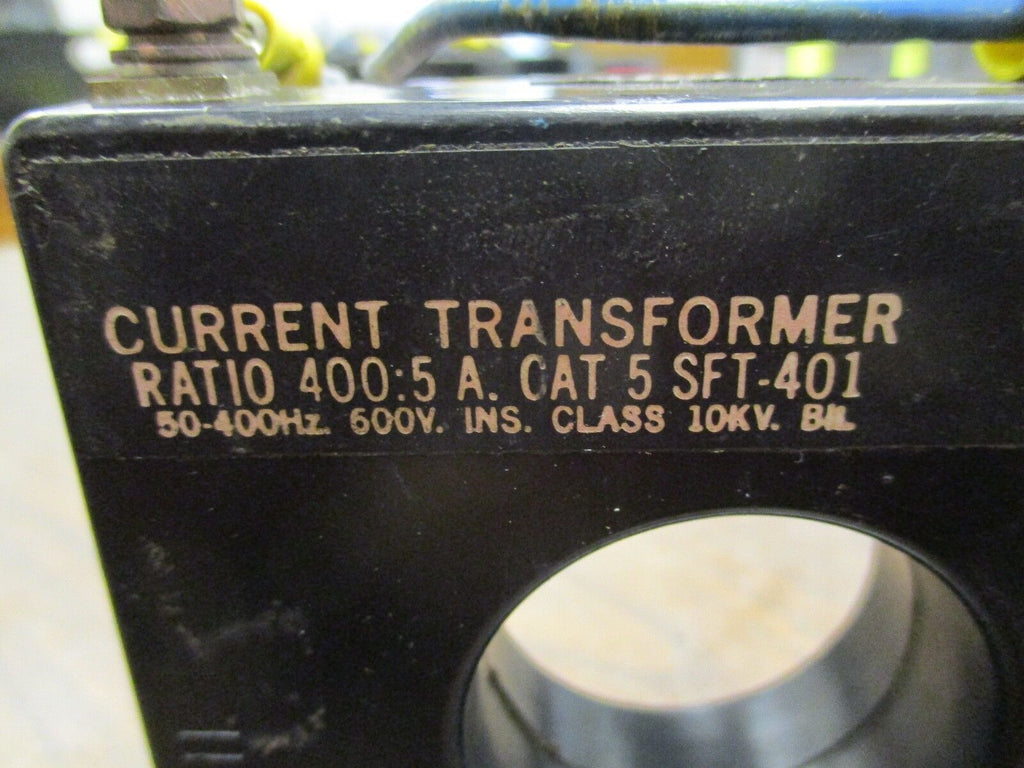 CURRENT TRANSFORMER
RATIO 400:5 A. CAT 5 SFT-401
50-400Hz. 600V. INS. CLASS 10KV. BIL